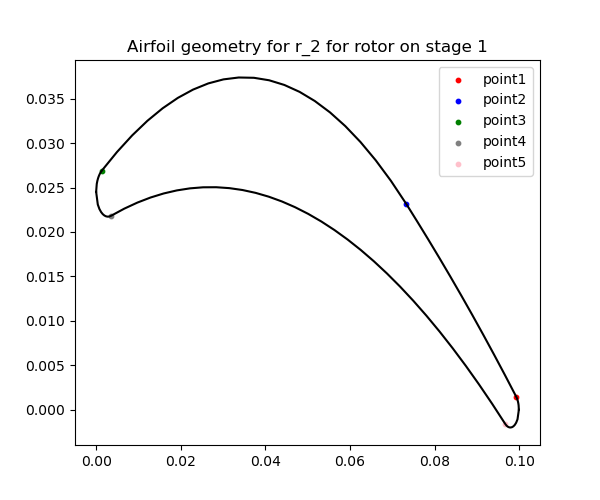 Airfoil geometry for r_2 for rotor on stage 1
point1
point2
point3
point4
point5
0.035
0.030
0.025
0.020
0.015
0.010
0.005
0.000
0.00 0.02 0.04 0.06 0.08 0.10